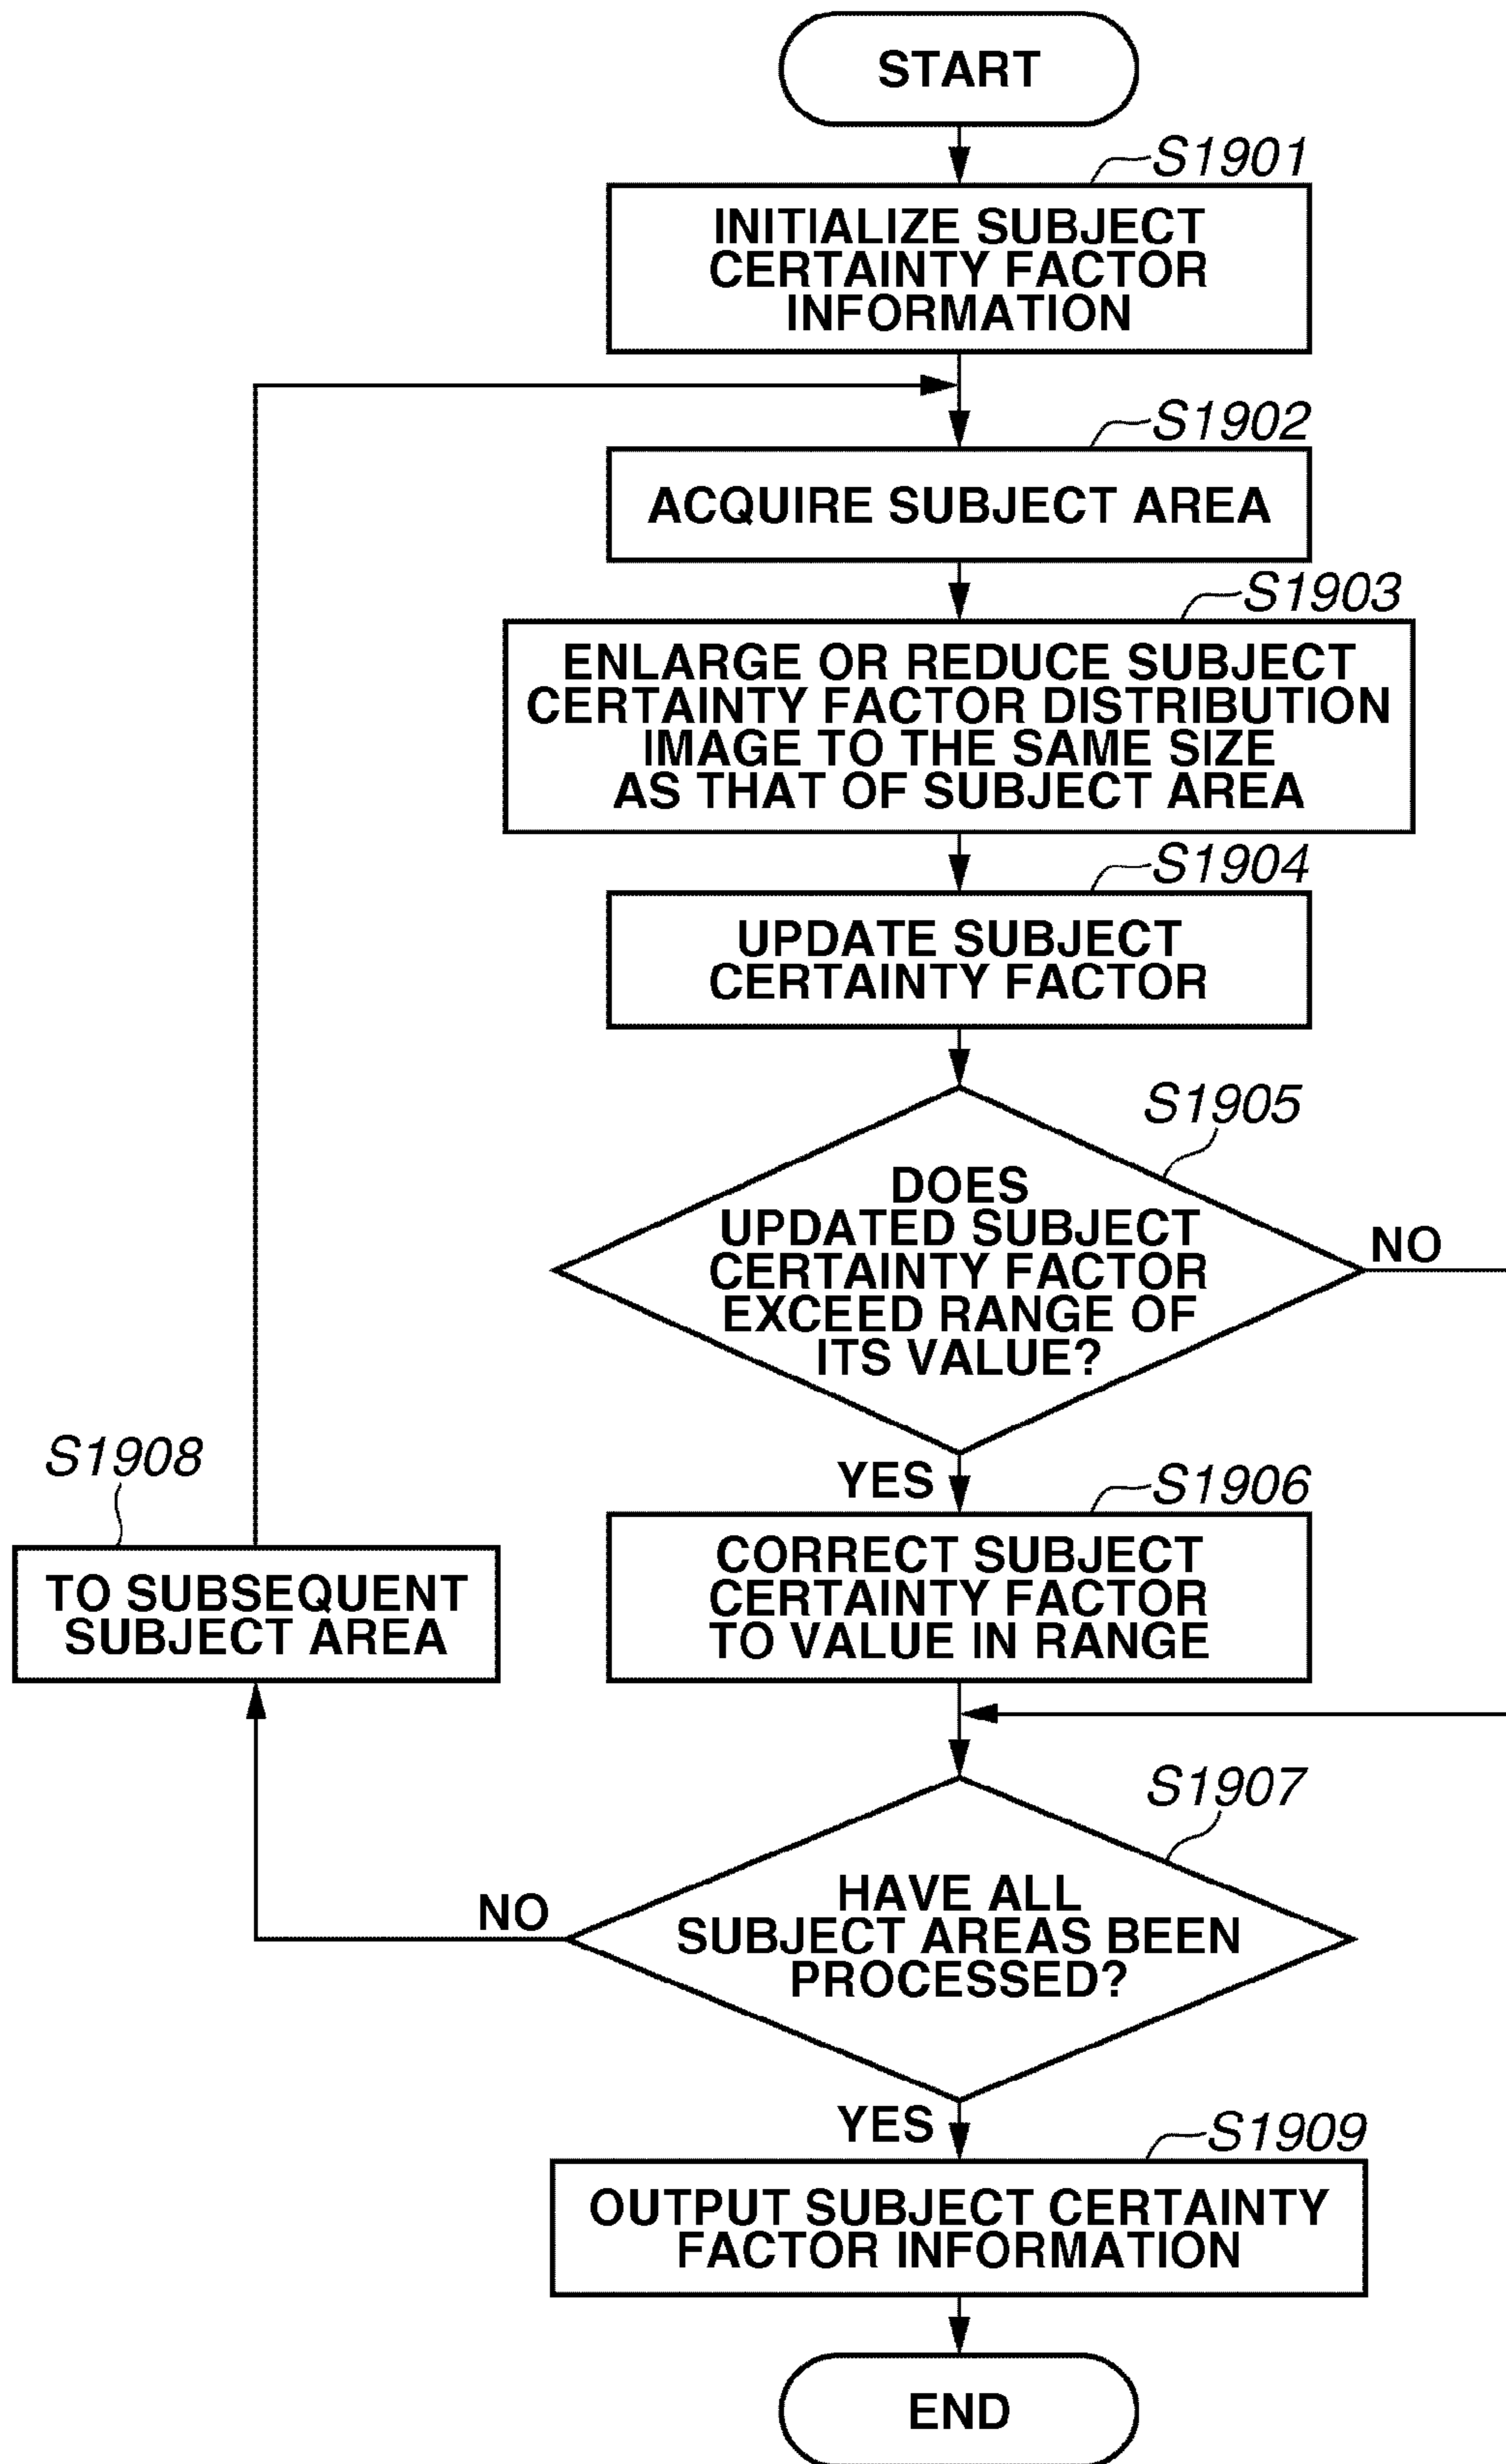 START
S1901
INITIALIZE SUBJECT
CERTAINTY FACTOR
INFORMATION
S1902
ACQUIRE SUBJECT AREA
S1903
ENLARGE OR REDUCE SUBJECT
CERTAINTY FACTOR DISTRIBUTION
IMAGE TO THE SAME SIZE
AS THAT OF SUBJECT AREA
S1904
UPDATE SUBJECT
CERTAINTY FACTOR
S1905
DOES
UPDATED SUBJECT
CERTAINTY FACTOR
EXCEED RANGE OF
ITS VALUE?
NO
YES
S1906
CORRECT SUBJECT
CERTAINTY FACTOR
TO VALUE IN RANGE
S1908
TO SUBSEQUENT
SUBJECT AREA
S1907
HAVE ALL
SUBJECT AREAS BEEN
PROCESSED?
NO
YES
S1909
OUTPUT SUBJECT CERTAINTY
FACTOR INFORMATION
END